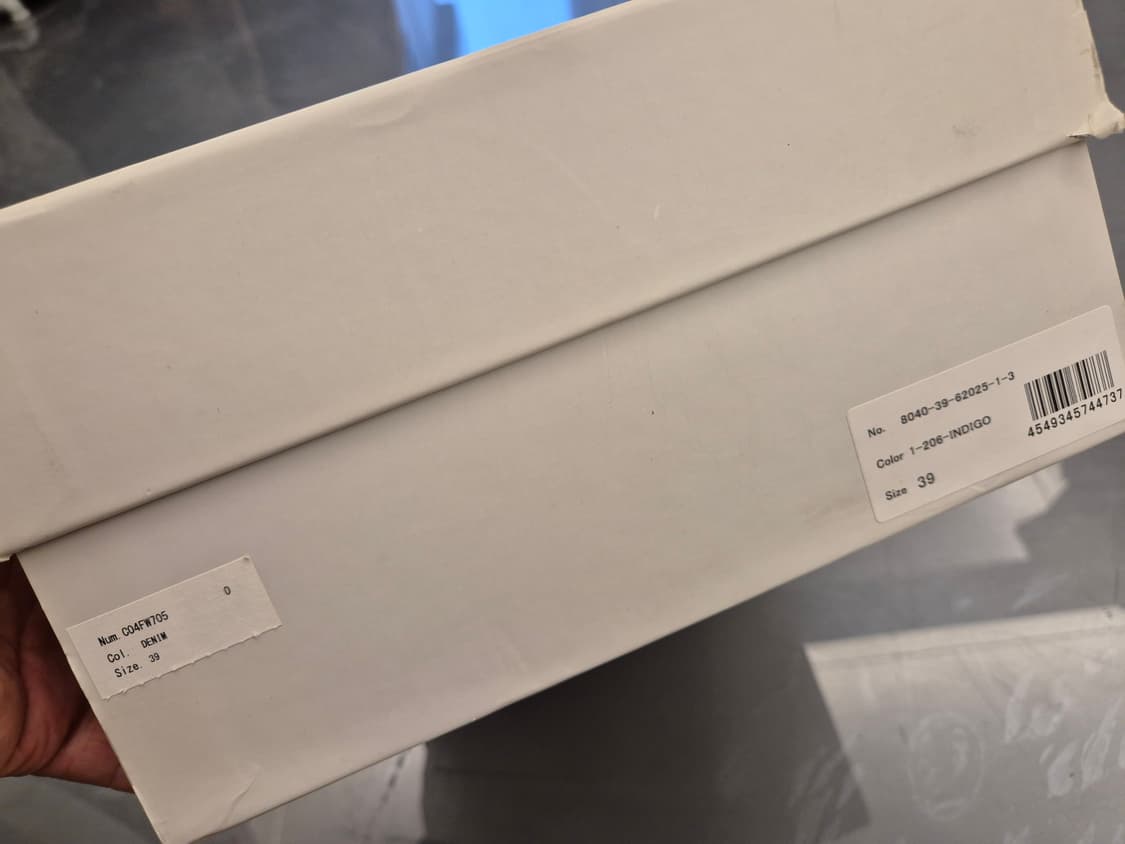 No. 8040-39-62025-1-3
Color 1-206-INDIGO
Size 39
4549345744737
0
Num. C04FW705
Col. DENIM
Size. 39